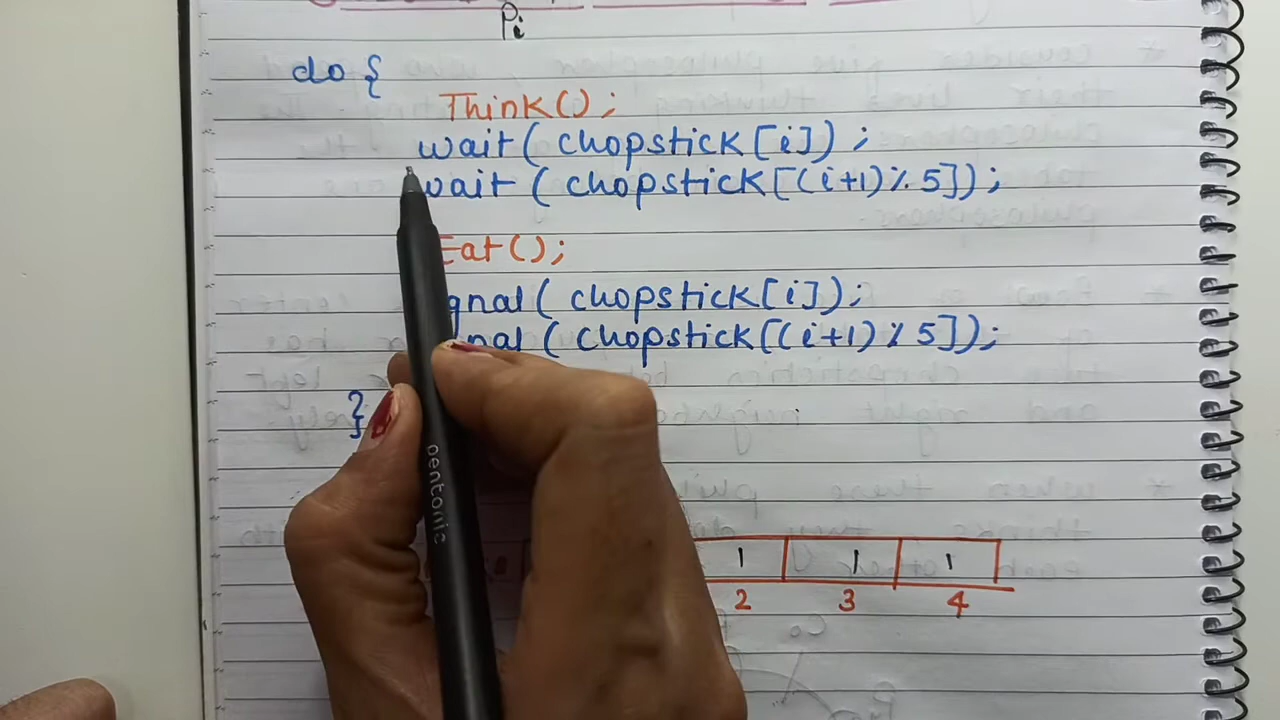 Pi
do {
Think();
wait( chopstick[i]) ;
wait ( chopstick[(i+1)%5]);
Eat();
gnal( chopstick[i]);
nal ( chopstick[(i+1)%5]);
}
1 1 1
2 3 4
pentonic